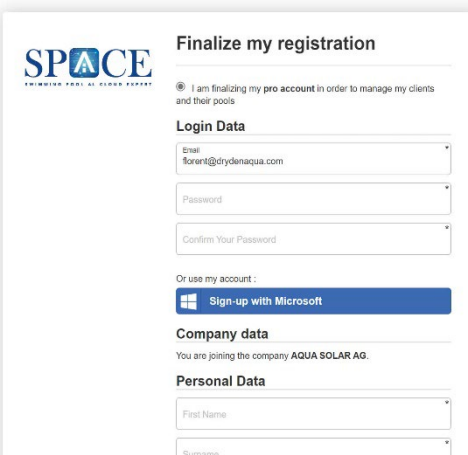 SPACE
SWIMMING POOL AI CLOUD EXPERT
Finalize my registration
I am finalizing my pro account in order to manage my clients
and their pools
Login Data
Email
*
florent@drydenaqua.com
Password
*
Confirm Your Password
*
Or use my account :
Sign-up with Microsoft
Company data
You are joining the company AQUA SOLAR AG.
Personal Data
First Name
*
Surname
*